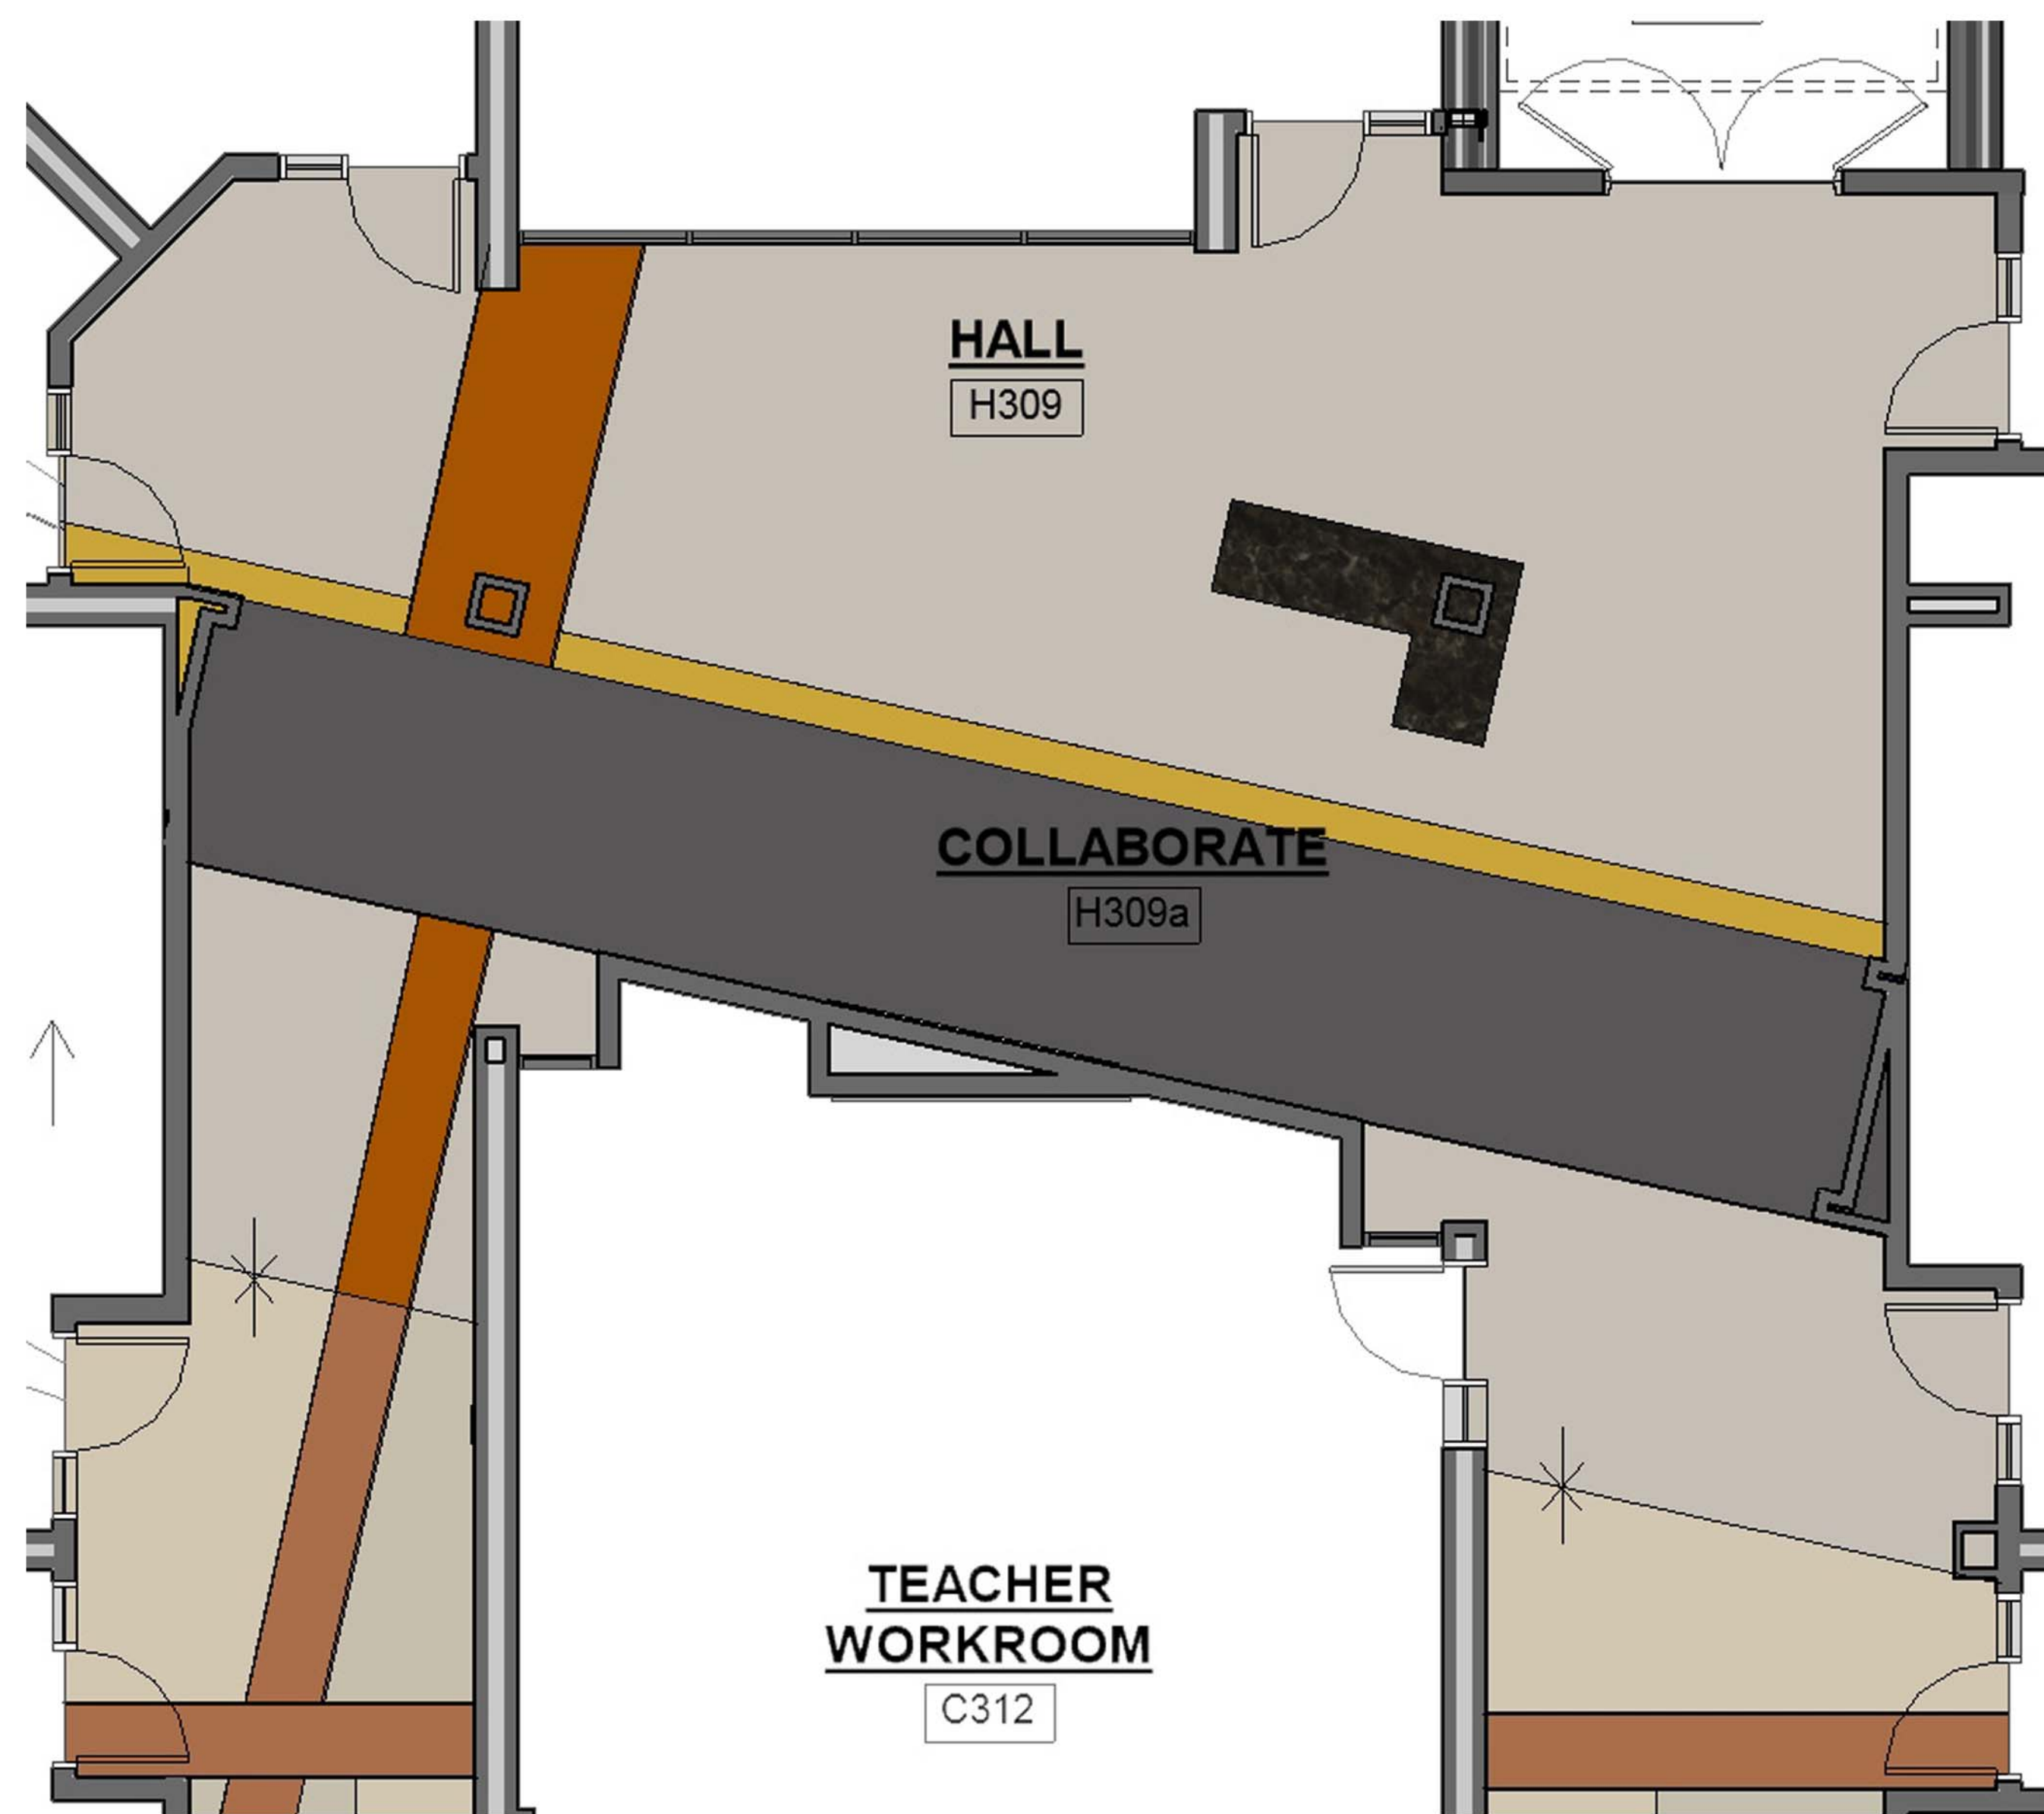 HALL
H309
COLLABORATE
H309a
TEACHER
WORKROOM
C312